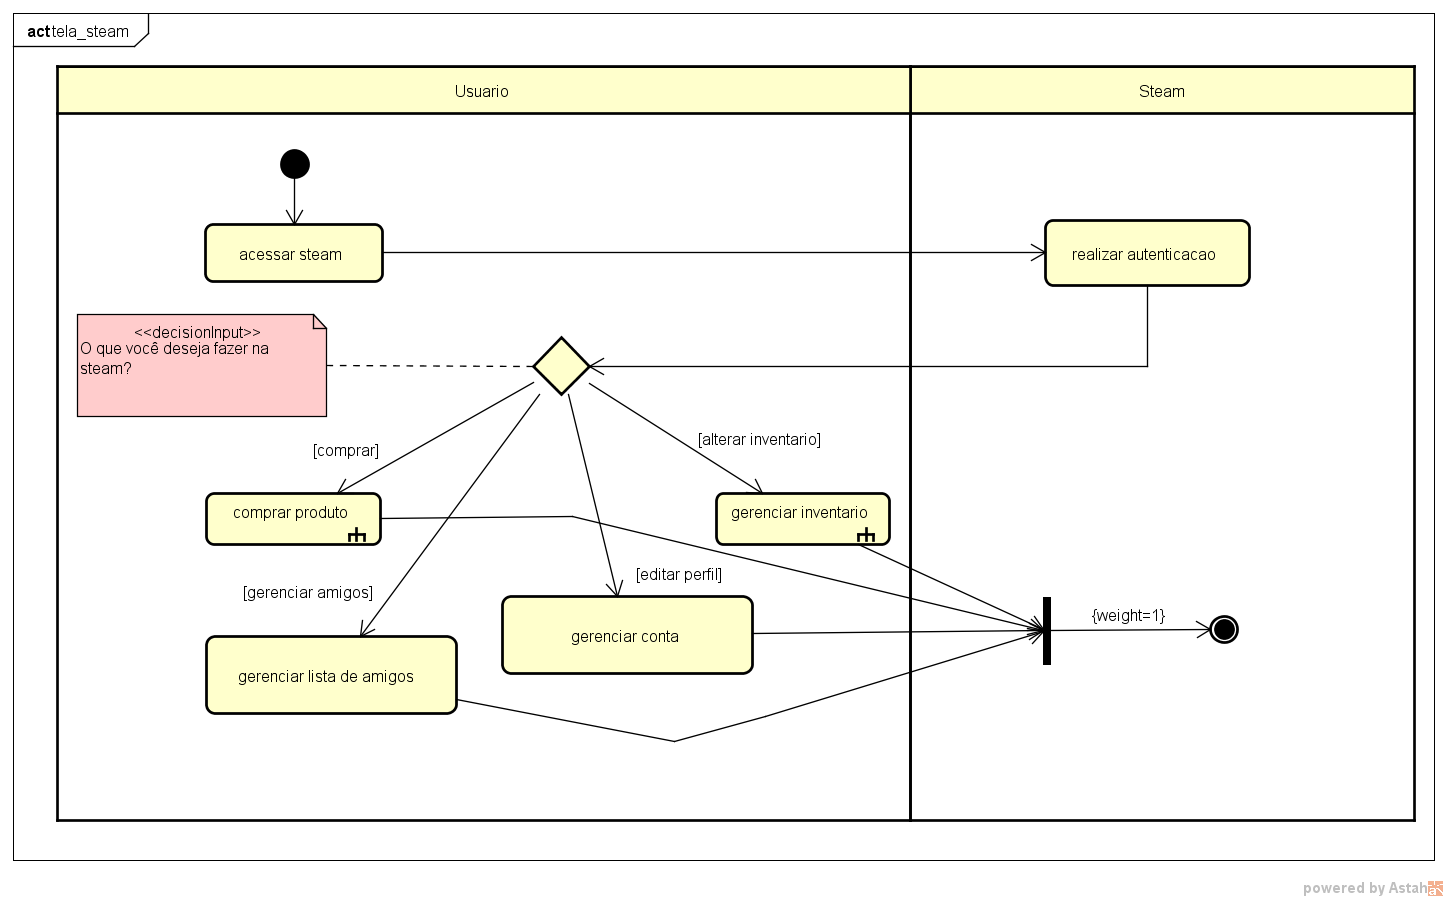 act tela_steam
Usuario
Steam
acessar steam
realizar autenticacao
<<decisionInput>>
O que você deseja fazer na
steam?
[comprar]
[alterar inventario]
comprar produto
gerenciar inventario
[editar perfil]
[gerenciar amigos]
{weight=1}
gerenciar conta
gerenciar lista de amigos
powered by Astah